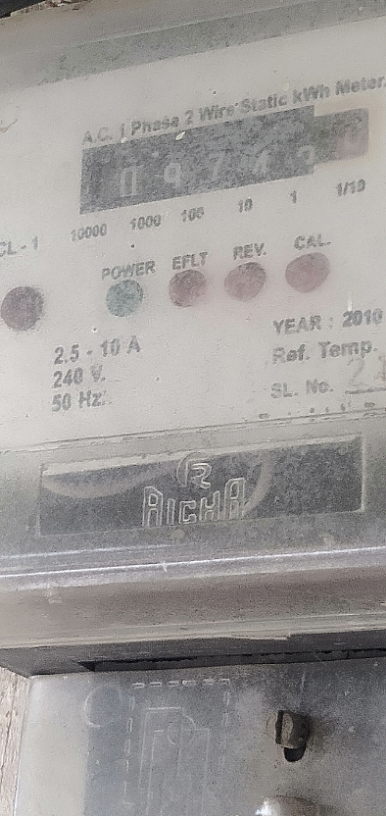 A.C. 1 Phase 2 Wire Static kWh Meter.
0974
10000 1000 100 10 1 1/10
CL - 1
POWER EFLT REV. CAL.
YEAR : 2010
2.5 - 10 A
Ref. Temp.
240 V.
SL. No.
50 Hz.
R
AICHA